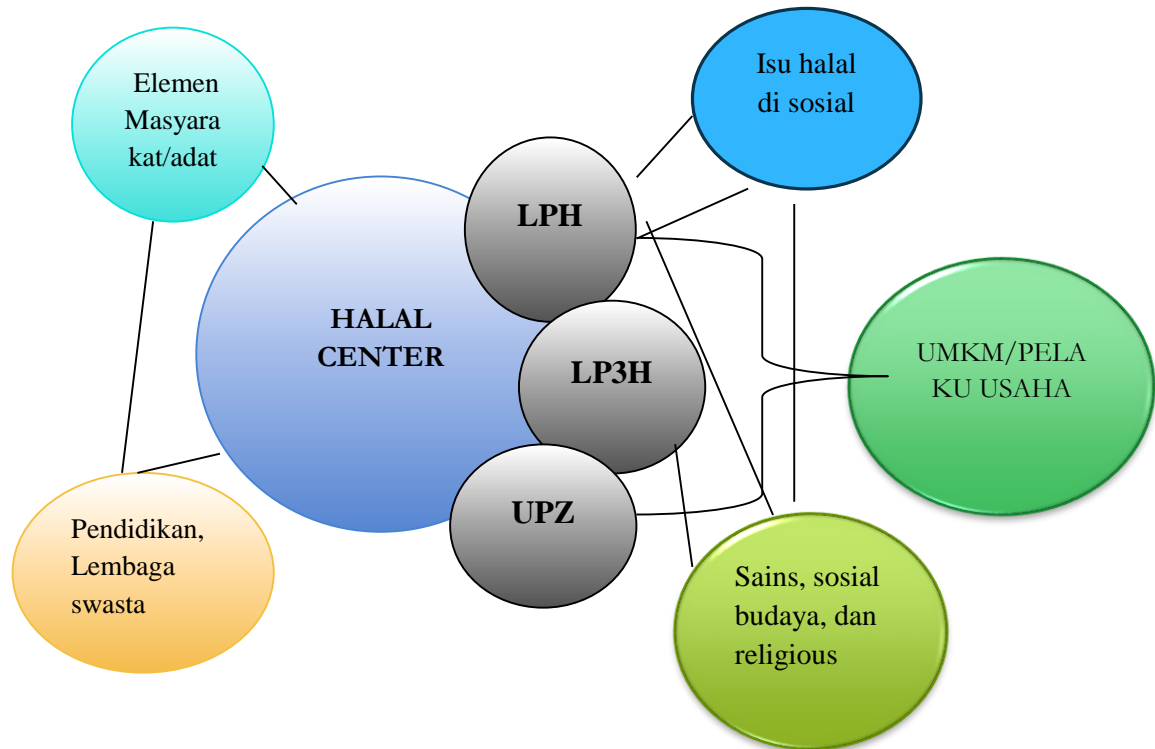 Elemen
Masyara
kat/adat
Isu halal
di sosial
LPH
HALAL
CENTER
LP3H
UMKM/PELA
KU USAHA
UPZ
Pendidikan,
Lembaga
swasta
Sains, sosial
budaya, dan
religious